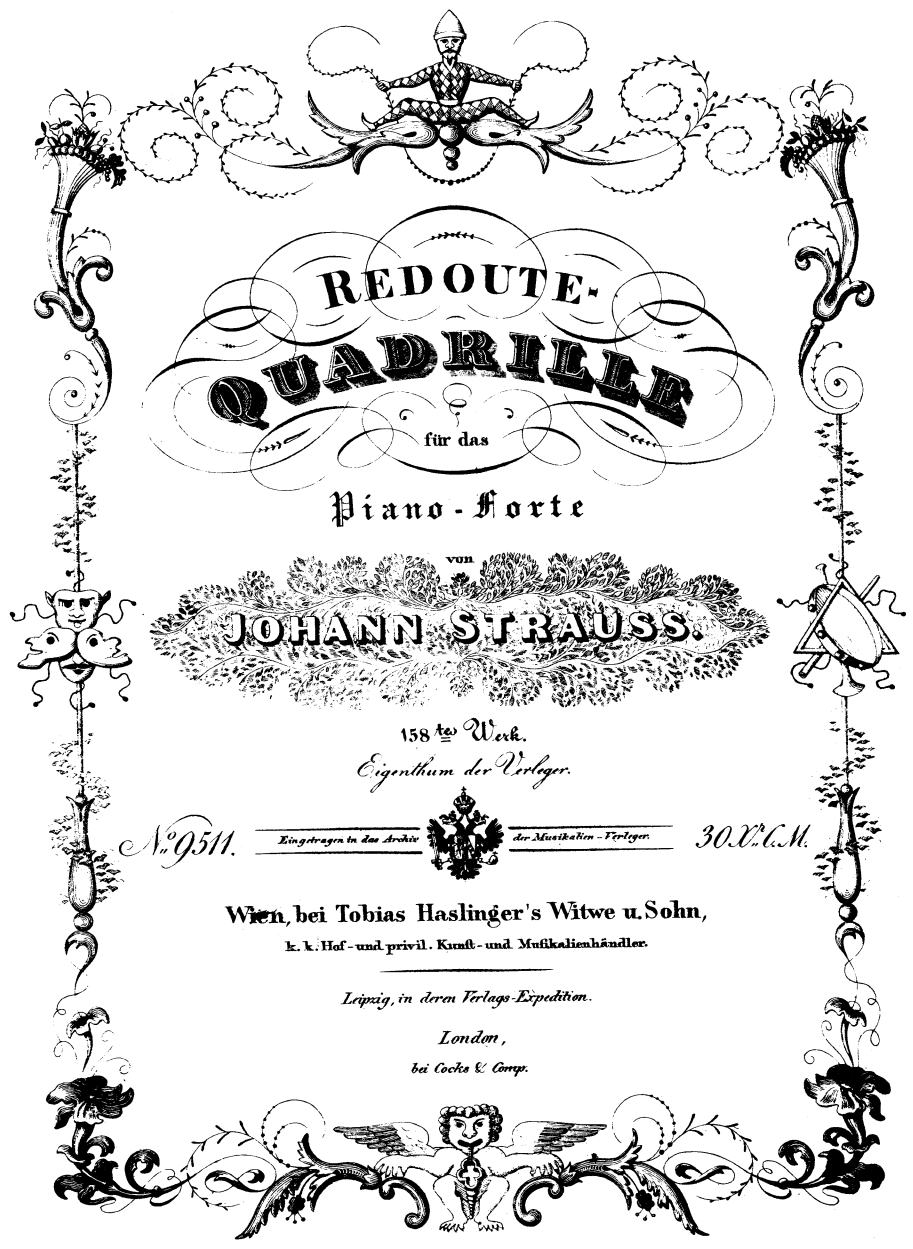 REDOUTE-
QUADRILLE
für das
Piano-Forte
von
JOHANN STRAUSS.
158tes Werk.
Eigenthum der Verleger.
No 9511.
Eingetragen in das Archiv der Musikalien-Verleger.
30.Xr. C.M.
Wien, bei Tobias Haslinger's Witwe u. Sohn,
k. k. Hof-und privil. Kunst-und Musikalienhändler.
Leipzig, in deren Verlags-Expedition.
London,
bei Cocks & Comp.